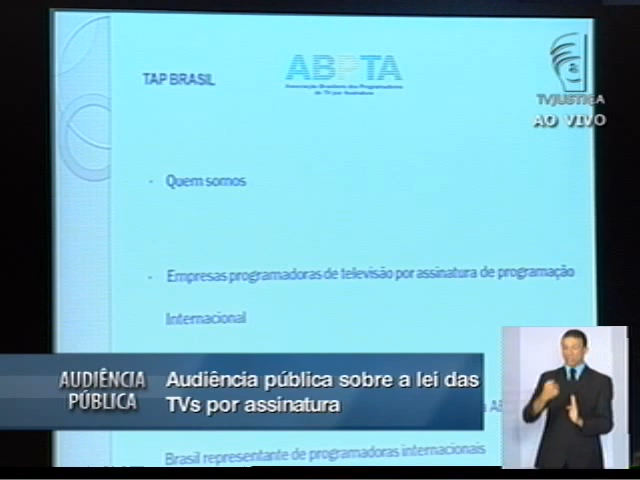 TAP BRASIL
ABPTA
Associação Brasileira dos Programadores
de TV por Assinatura
TVJUSTIÇA
AO VIVO
- Quem somos
- Empresas programadoras de televisão por assinatura de programação
Internacional
AUDIÊNCIA
PÚBLICA
Audiência pública sobre a lei das
TVs por assinatura
Brasil representante de programadoras internacionais